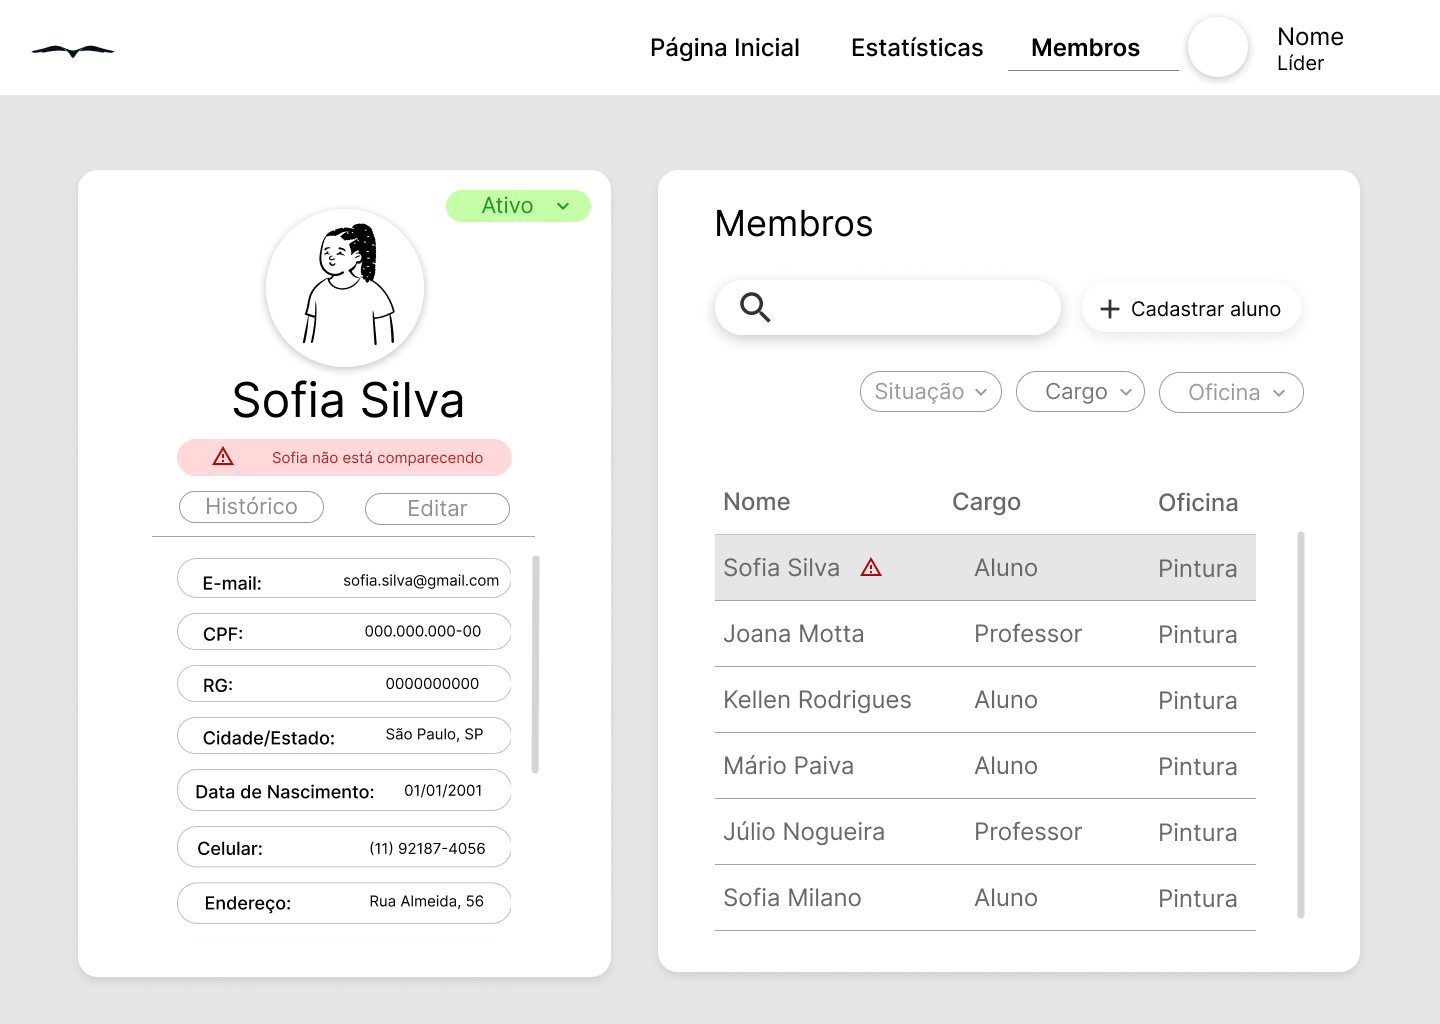 Página Inicial
Estatísticas
Membros
Nome
Líder
Ativo
Sofia Silva
Sofia não está comparecendo
Histórico
Editar
E-mail: sofia.silva@gmail.com
CPF: 000.000.000-00
RG: 0000000000
Cidade/Estado: São Paulo, SP
Data de Nascimento: 01/01/2001
Celular: (11) 92187-4056
Endereço: Rua Almeida, 56
Membros
Cadastrar aluno
Situação
Cargo
Oficina
Nome Cargo Oficina
Sofia Silva Aluno Pintura
Joana Motta Professor Pintura
Kellen Rodrigues Aluno Pintura
Mário Paiva Aluno Pintura
Júlio Nogueira Professor Pintura
Sofia Milano Aluno Pintura